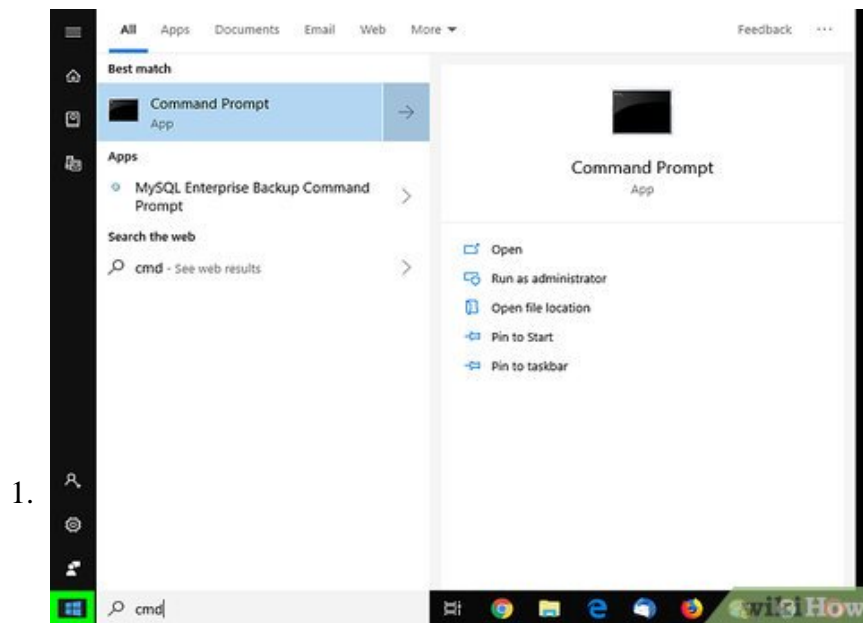 All Apps Documents Email Web More Feedback ...
Best match
Command Prompt
App
Apps
MySQL Enterprise Backup Command
Prompt
Search the web
cmd - See web results
Command Prompt
App
Open
Run as administrator
Open file location
Pin to Start
Pin to taskbar
1.
cmd
wikiHow